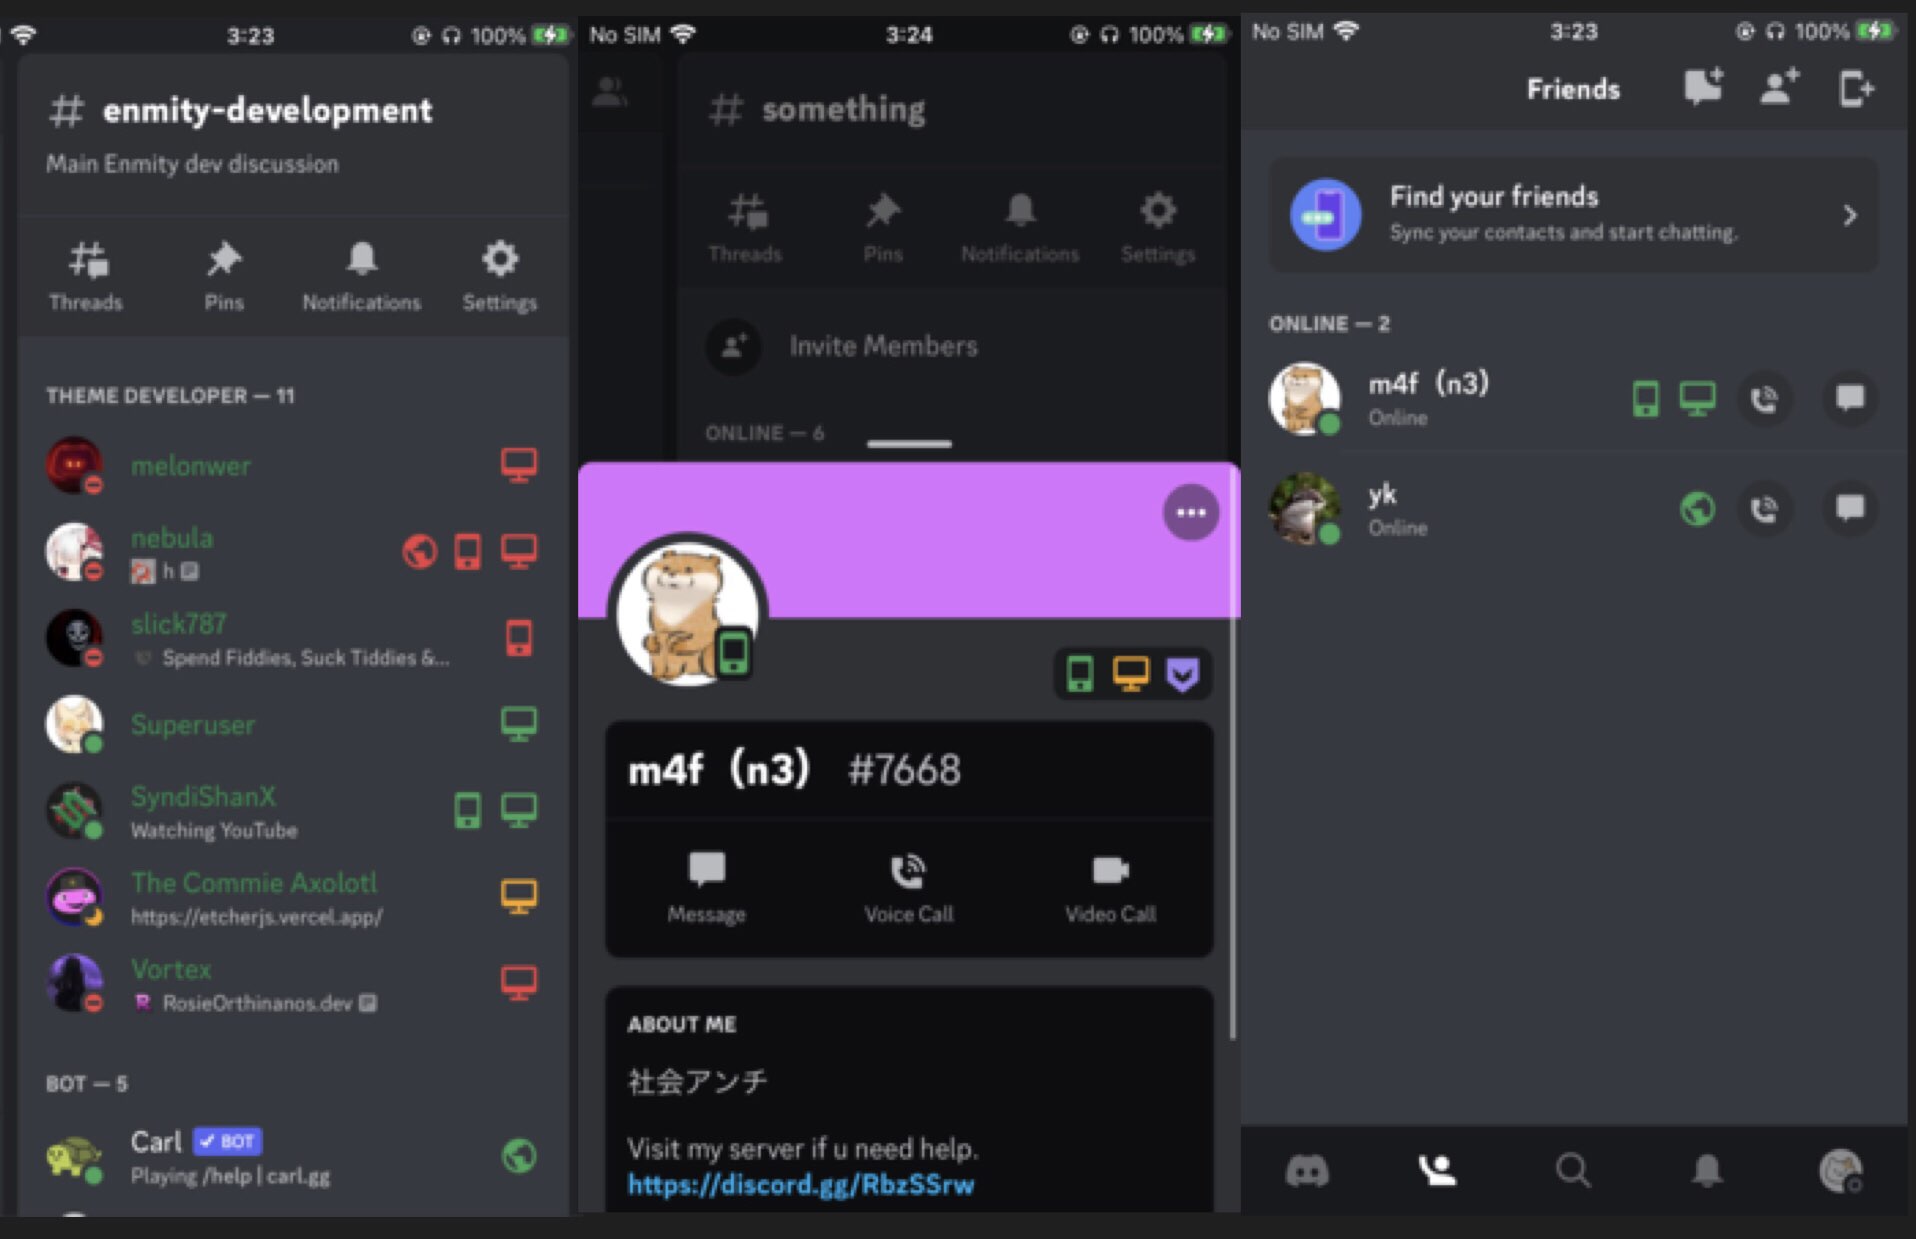 3:23
100%
# enmity-development
Main Enmity dev discussion
Threads Pins Notifications Settings
THEME DEVELOPER — 11
melonwer
nebula
h
slick787
Spend Fiddies, Suck Tiddies &...
Superuser
SyndiShanX
Watching YouTube
The Commie Axolotl
https://etcherjs.vercel.app/
Vortex
RosieOrthinanos.dev
BOT — 5
Carl ✓ BOT
Playing /help | carl.gg
No SIM 3:24 100%
# something
Threads Pins Notifications Settings
Invite Members
ONLINE — 6
m4f（n3） #7668
Message Voice Call Video Call
ABOUT ME
社会アンチ
Visit my server if u need help.
https://discord.gg/RbzSSrw
No SIM 3:23 100%
Friends
Find your friends
Sync your contacts and start chatting.
ONLINE — 2
m4f（n3）
Online
yk
Online